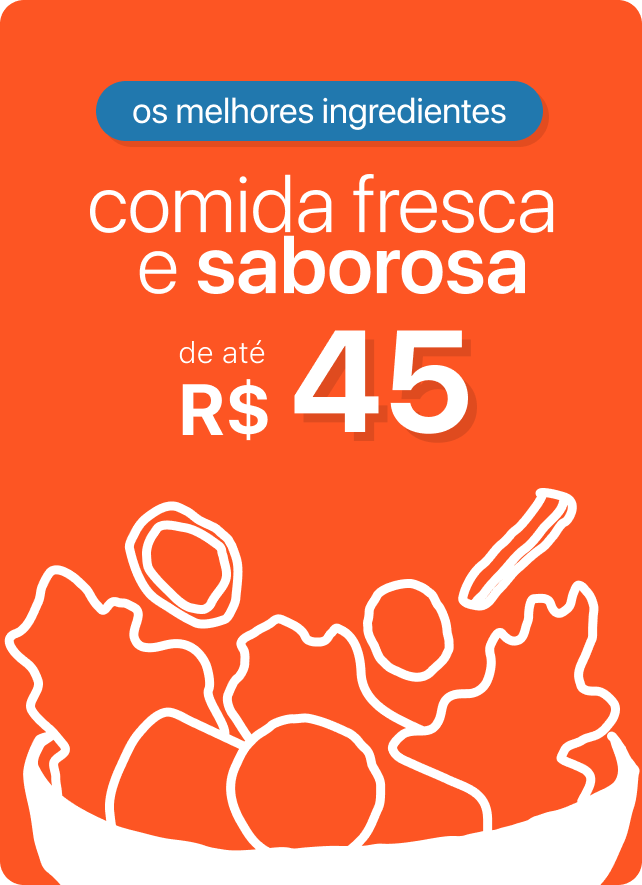 os melhores ingredientes
comida fresca
e saborosa
de até
R$ 45